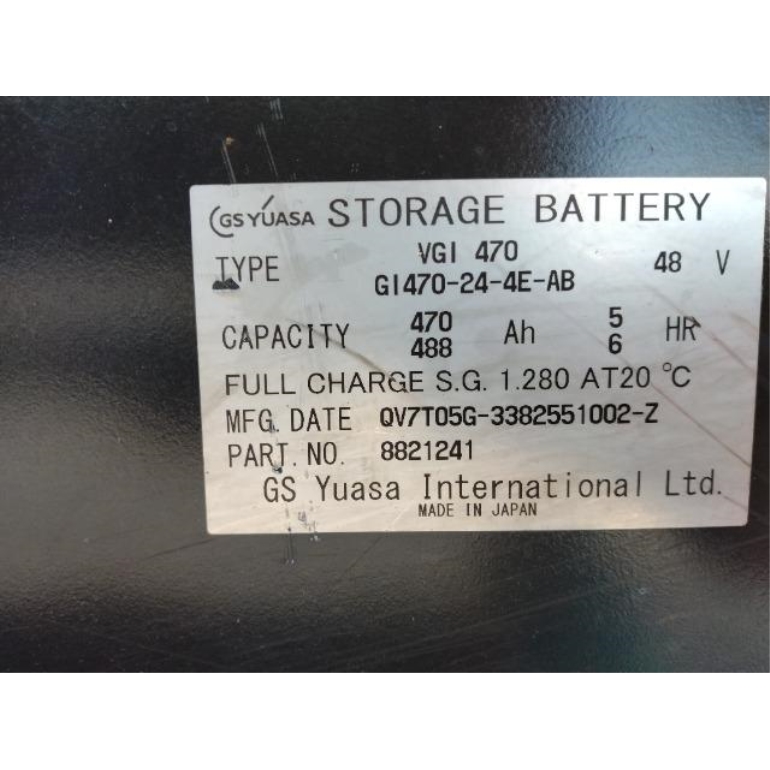 GS YUASA STORAGE BATTERY
TYPE VGI 470 48 V
GI470-24-4E-AB
CAPACITY 470 Ah 5 HR
488 6
FULL CHARGE S.G. 1.280 AT20 °C
MFG. DATE QV7T05G-3382551002-Z
PART. NO. 8821241
GS Yuasa International Ltd.
MADE IN JAPAN